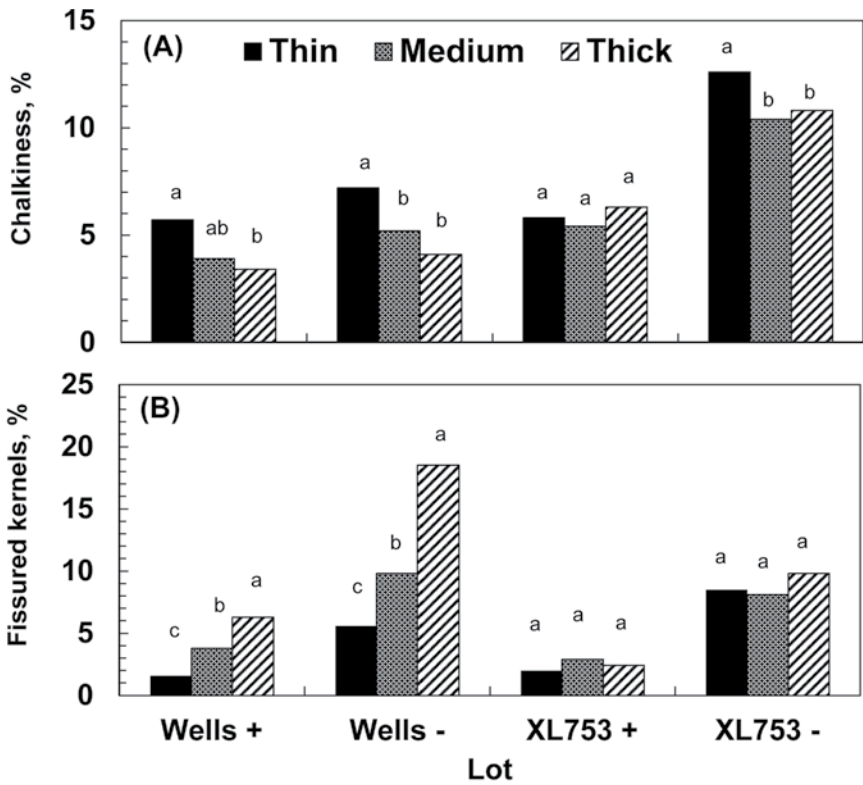 (A) Thin Medium Thick
Chalkiness, %
15
10
5
0
a ab b
a b b
a a a
a b b
(B)
Fissured kernels, %
25
20
15
10
5
0
c b a
c b a
a a a
a a a
Wells + Wells - XL753 + XL753 -
Lot